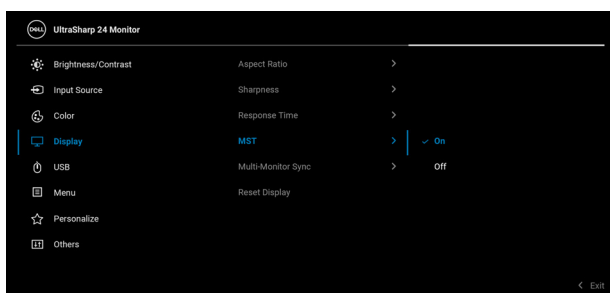 DELL UltraSharp 24 Monitor
Brightness/Contrast Aspect Ratio
Input Source Sharpness
Color Response Time
Display MST On
USB Multi-Monitor Sync Off
Menu Reset Display
Personalize
Others
Exit